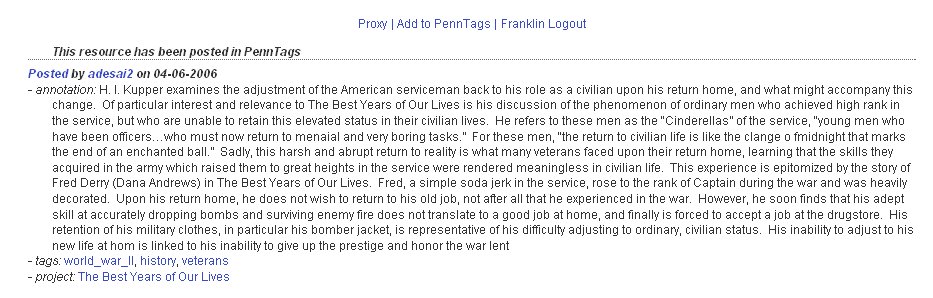 Proxy | Add to PennTags | Franklin Logout
This resource has been posted in PennTags
Posted by adesai2 on 04-06-2006
– annotation: H. I. Kupper examines the adjustment of the American serviceman back to his role as a civilian upon his return home, and what might accompany this
change.  Of particular interest and relevance to The Best Years of Our Lives is his discussion of the phenomenon of ordinary men who achieved high rank in
the service, but who are unable to retain this elevated status in their civilian lives.  He refers to these men as the "Cinderellas" of the service, "young men who
have been officers…who must now return to menaial and very boring tasks."  For these men, "the return to civilian life is like the clange o fmidnight that marks
the end of an enchanted ball."  Sadly, this harsh and abrupt return to reality is what many veterans faced upon their return home, learning that the skills they
acquired in the army which raised them to great heights in the service were rendered meaningless in civilian life.  This experience is epitomized by the story of
Fred Derry (Dana Andrews) in The Best Years of Our Lives.  Fred, a simple soda jerk in the service, rose to the rank of Captain during the war and was heavily
decorated.  Upon his return home, he does not wish to return to his old job, not after all that he experienced in the war.  However, he soon finds that his adept
skill at accurately dropping bombs and surviving enemy fire does not translate to a good job at home, and finally is forced to accept a job at the drugstore.  His
retention of his military clothes, in particular his bomber jacket, is representative of his difficulty adjusting to ordinary, civilian status.  His inability to adjust to his
new life at hom is linked to his inability to give up the prestige and honor the war lent
– tags: world_war_II, history, veterans
– project: The Best Years of Our Lives